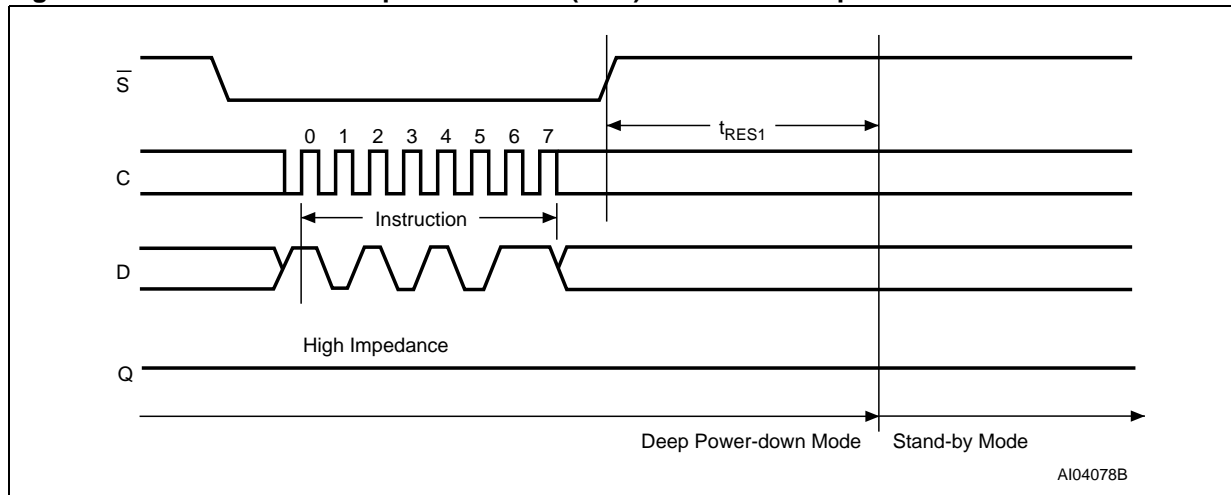 S
tRES1
0 1 2 3 4 5 6 7
C
Instruction
D
High Impedance
Q
Deep Power-down Mode Stand-by Mode
AI04078B